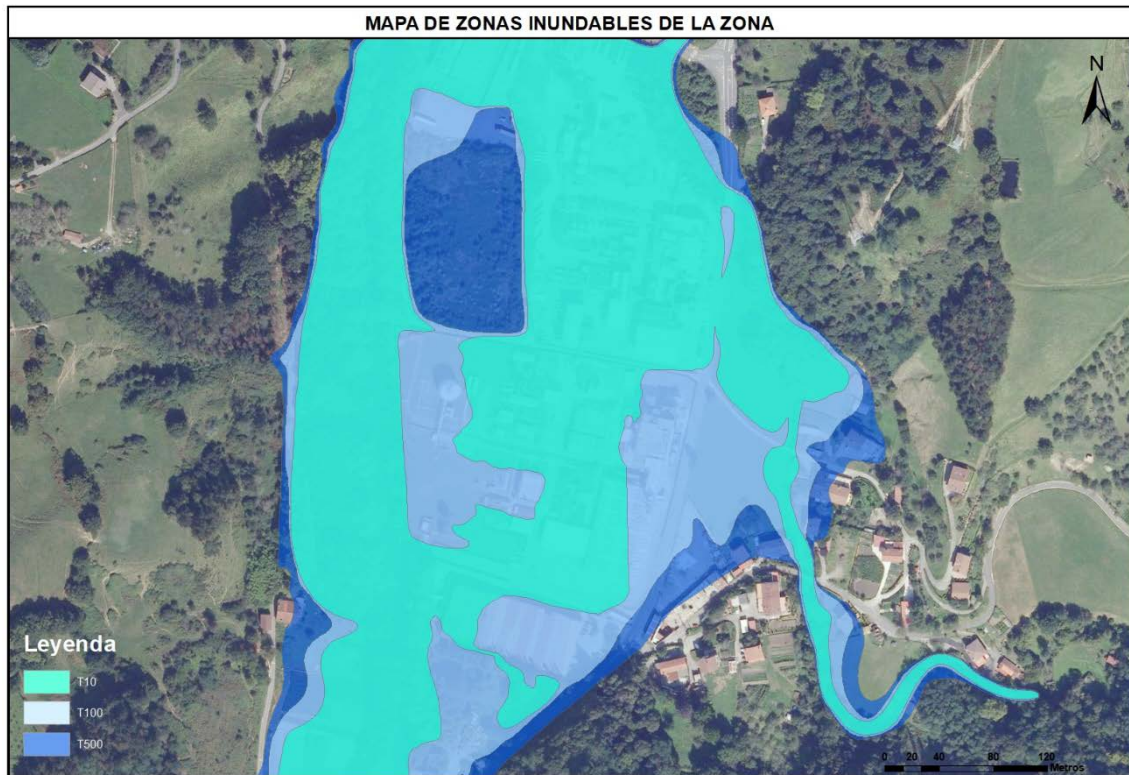 MAPA DE ZONAS INUNDABLES DE LA ZONA
N
Leyenda
T10
T100
T500
0 20 40 80 120
Metros